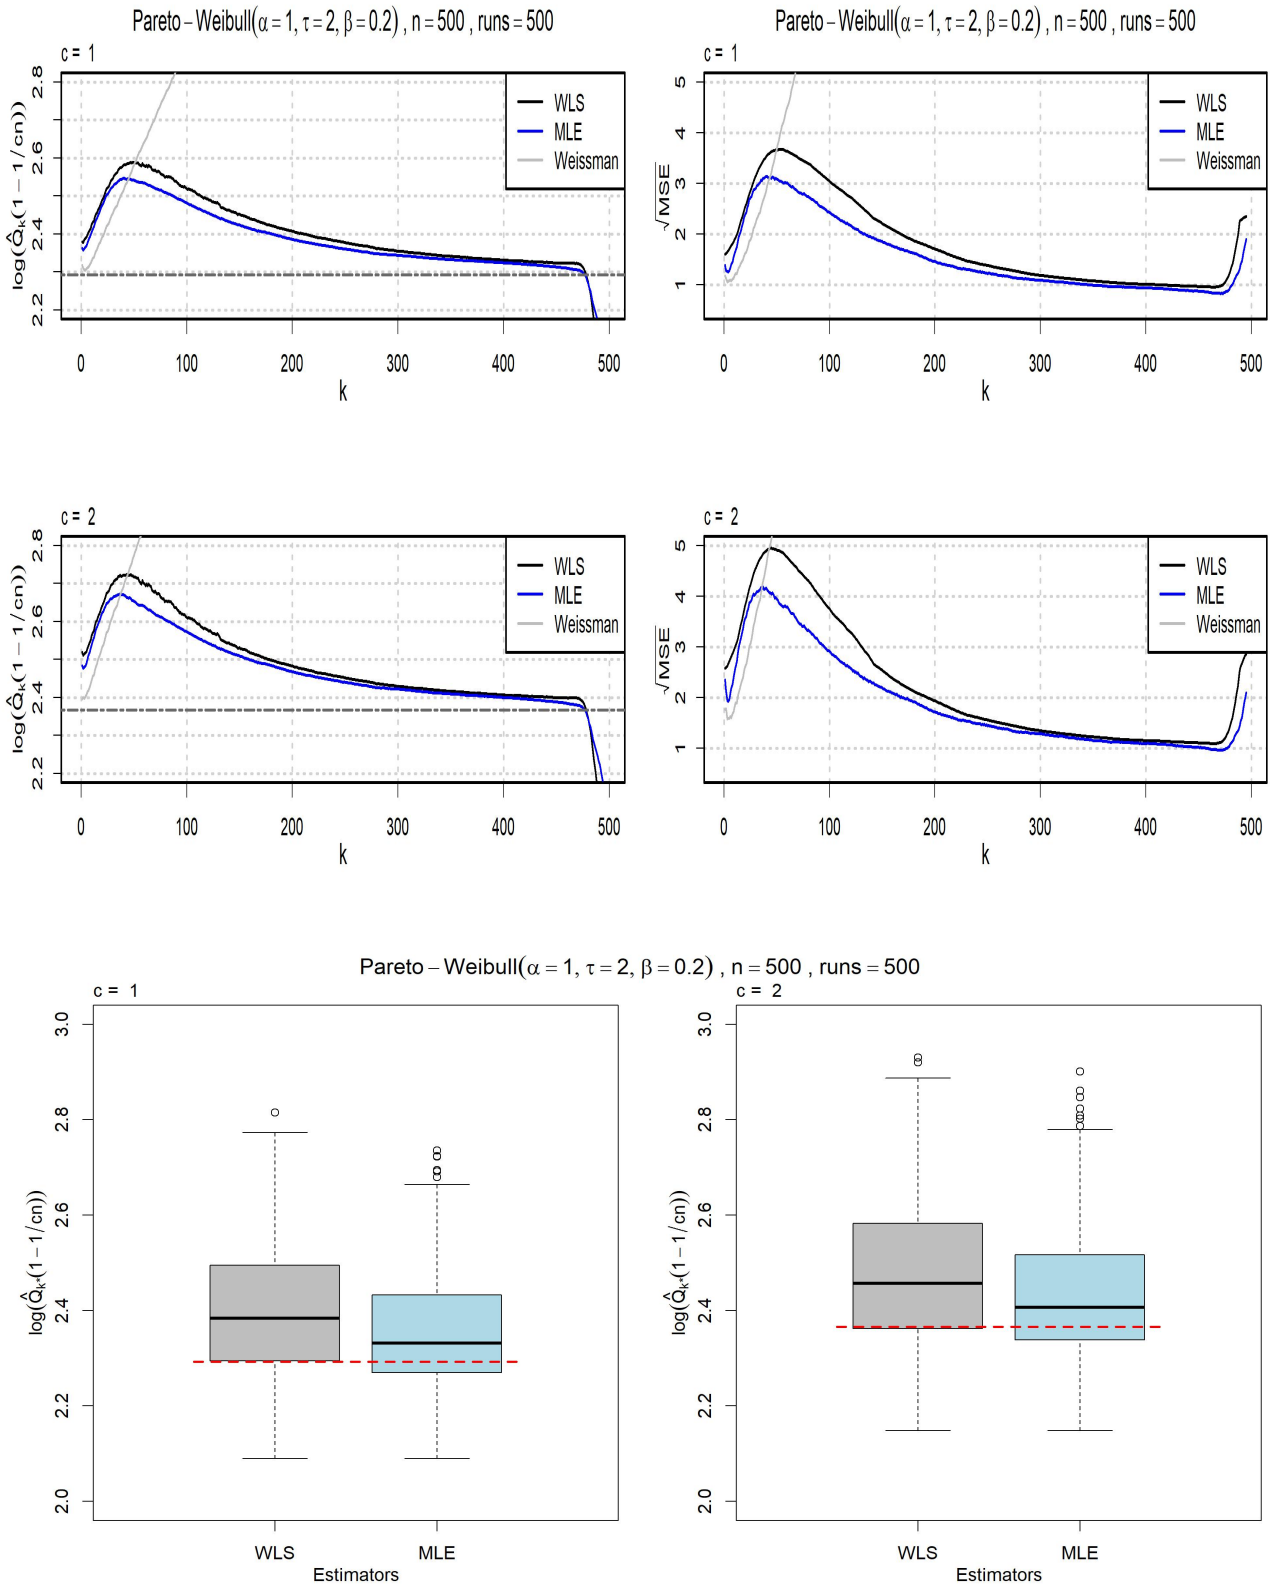 Pareto – Weibull(α = 1, τ = 2, β = 0.2) , n = 500 , runs = 500
c = 1
log(Q̂k(1 − 1/cn))
2.8
2.6
2.4
2.2
WLS
MLE
Weissman
0 100 200 300 400 500
k
Pareto – Weibull(α = 1, τ = 2, β = 0.2) , n = 500 , runs = 500
c = 1
√MSE
5
4
3
2
1
WLS
MLE
Weissman
0 100 200 300 400 500
k
c = 2
log(Q̂k(1 − 1/cn))
2.8
2.6
2.4
2.2
WLS
MLE
Weissman
0 100 200 300 400 500
k
c = 2
√MSE
5
4
3
2
1
WLS
MLE
Weissman
0 100 200 300 400 500
k
Pareto – Weibull(α = 1, τ = 2, β = 0.2) , n = 500 , runs = 500
c = 1
log(Q̂k*(1 − 1/cn))
3.0
2.8
2.6
2.4
2.2
2.0
WLS MLE
Estimators
c = 2
log(Q̂k*(1 − 1/cn))
3.0
2.8
2.6
2.4
2.2
2.0
WLS MLE
Estimators